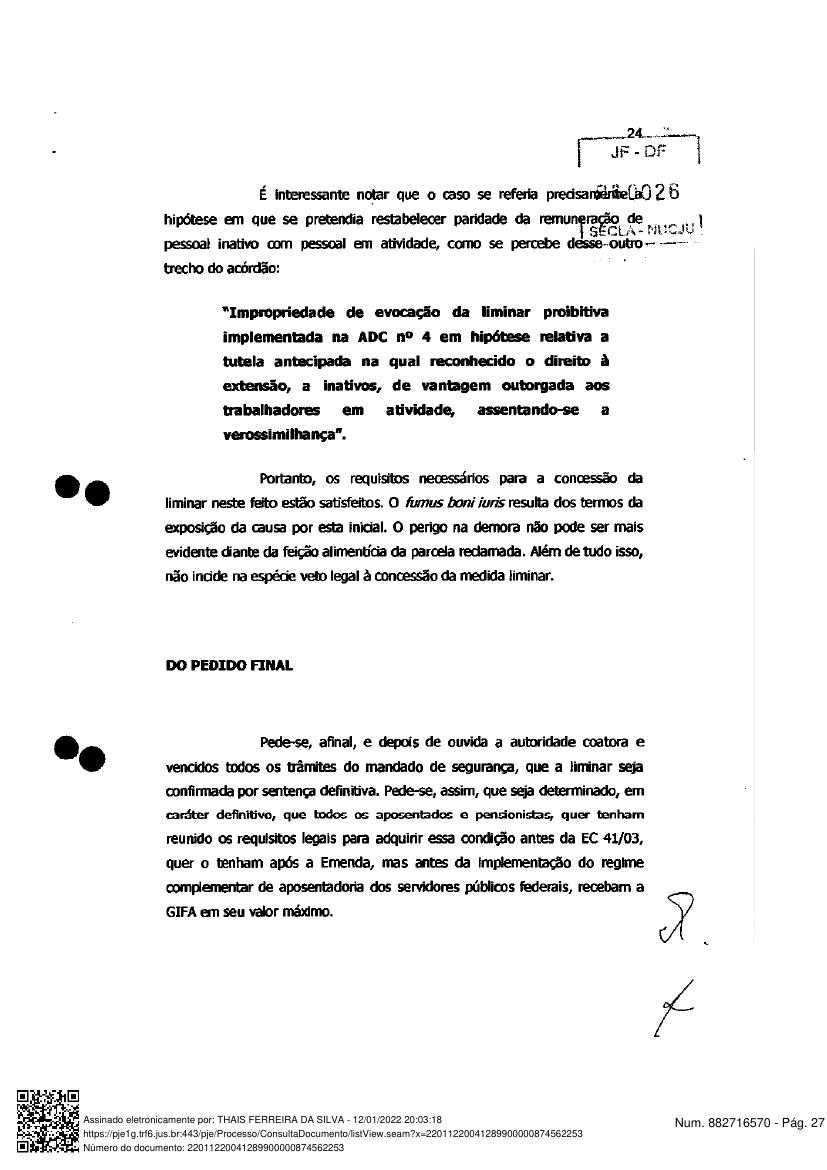 24
JF - DF
É interessante notar que o caso se referia precisamente à
026
hipótese em que se pretendia restabelecer paridade da remuneração de
SECLA - NUCJU
pessoal inativo com pessoal em atividade, como se percebe desse outro
trecho do acórdão:
"Impropriedade de evocação da liminar proibitiva
implementada na ADC nº 4 em hipótese relativa a
tutela antecipada na qual reconhecido o direito à
extensão, a inativos, de vantagem outorgada aos
trabalhadores em atividade, assentando-se a
verossimilhança".
Portanto, os requisitos necessários para a concessão da
liminar neste feito estão satisfeitos. O fumus boni iuris resulta dos termos da
exposição da causa por esta inicial. O perigo na demora não pode ser mais
evidente diante da feição alimentícia da parcela reclamada. Além de tudo isso,
não incide na espécie veto legal à concessão da medida liminar.
DO PEDIDO FINAL
Pede-se, afinal, e depois de ouvida a autoridade coatora e
vencidos todos os trâmites do mandado de segurança, que a liminar seja
confirmada por sentença definitiva. Pede-se, assim, que seja determinado, em
caráter definitivo, que todos os aposentados e pensionistas, quer tenham
reunido os requisitos legais para adquirir essa condição antes da EC 41/03,
quer o tenham após a Emenda, mas antes da implementação do regime
complementar de aposentadoria dos servidores públicos federais, recebam a
GIFA em seu valor máximo.
Assinado eletronicamente por: THAIS FERREIRA DA SILVA - 12/01/2022 20:03:18
https://pje1g.trf6.jus.br:443/pje/Processo/ConsultaDocumento/listView.seam?x=22011220041289900000874562253
Número do documento: 22011220041289900000874562253
Num. 882716570 - Pág. 27